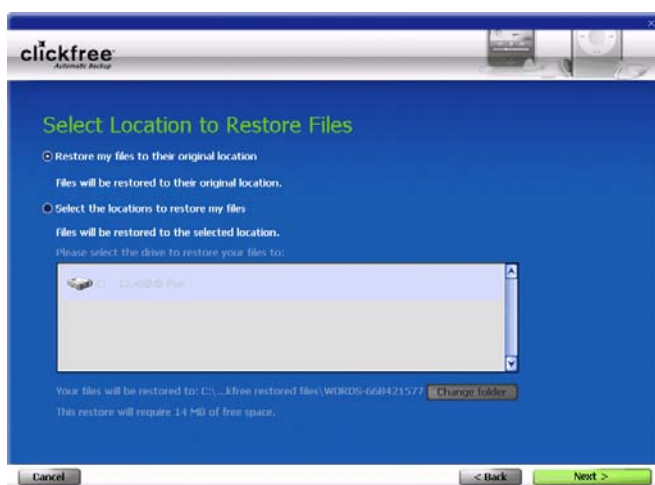 clickfree
Automatic Backup
Select Location to Restore Files
Restore my files to their original location
Files will be restored to their original location.
Select the locations to restore my files
Files will be restored to the selected location.
Please select the drive to restore your files to:
C:
Your files will be restored to: C:\...kfree restored files\WORDS-66B421577 Change folder
This restore will require 14 MB of free space.
Cancel < Back Next >